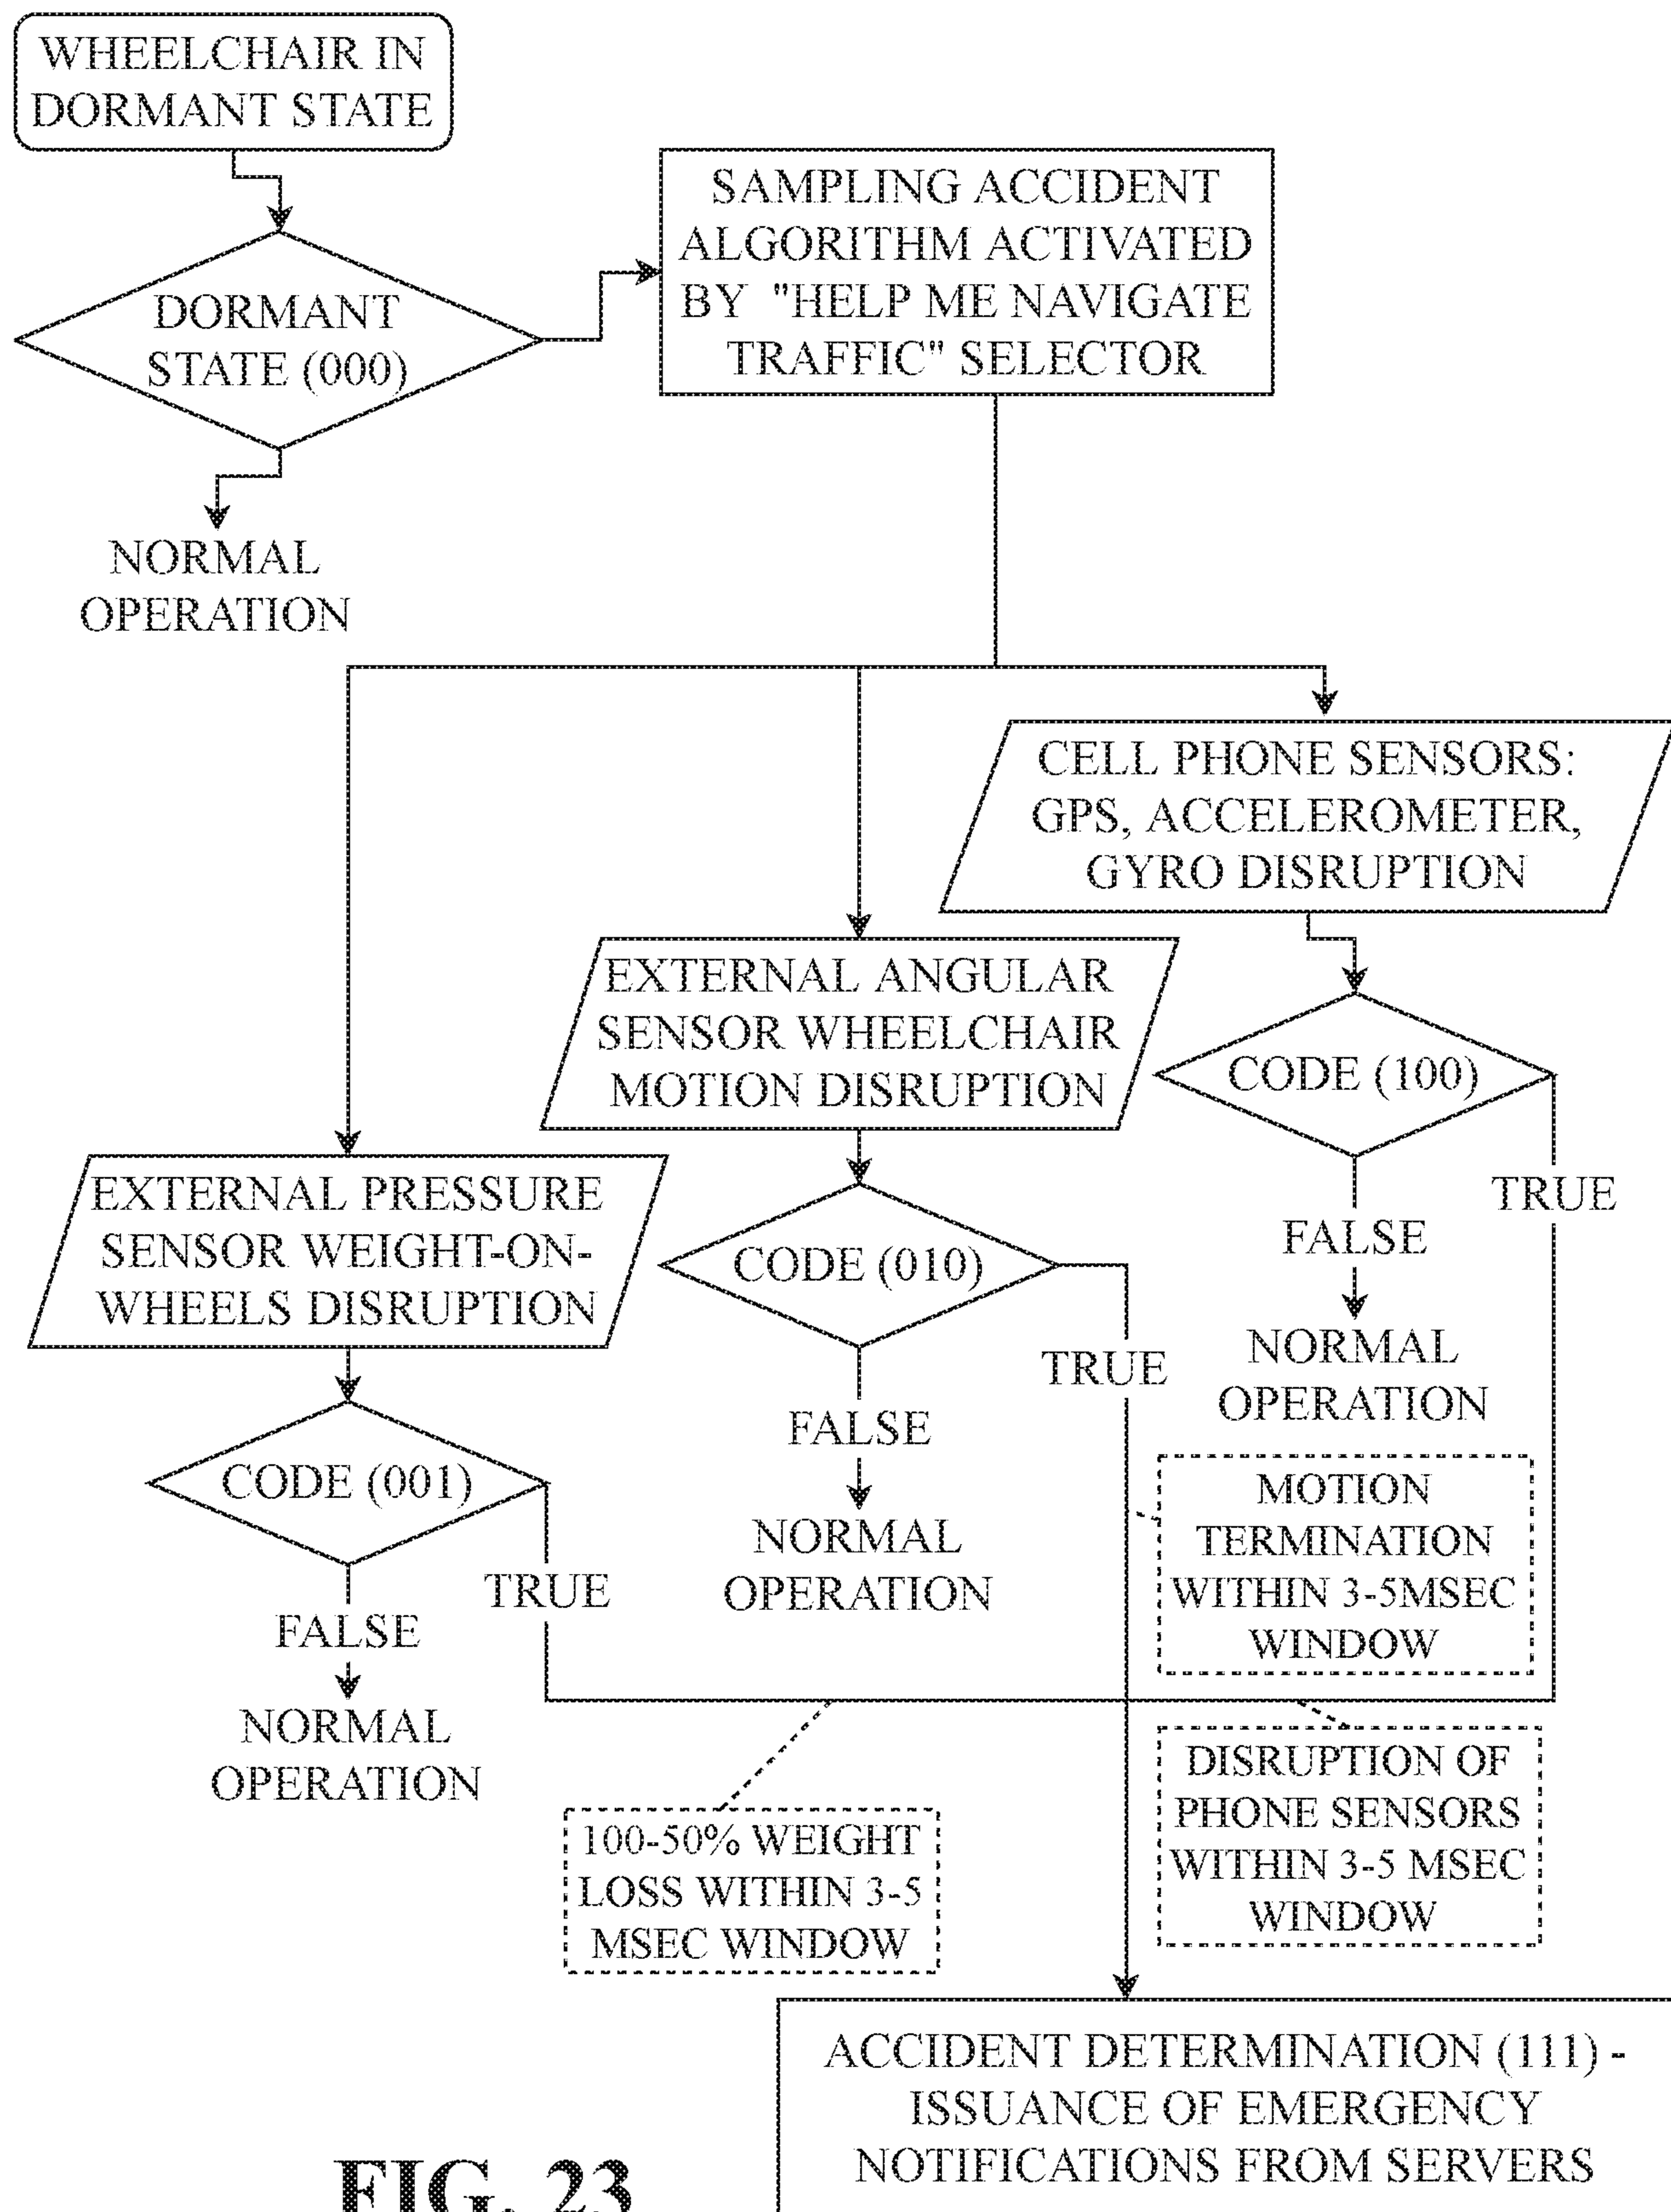 WHEELCHAIR IN
DORMANT STATE
DORMANT
STATE (000)
SAMPLING ACCIDENT
ALGORITHM ACTIVATED
BY "HELP ME NAVIGATE
TRAFFIC" SELECTOR
NORMAL
OPERATION
CELL PHONE SENSORS:
GPS, ACCELEROMETER,
GYRO DISRUPTION
EXTERNAL ANGULAR
SENSOR WHEELCHAIR
MOTION DISRUPTION
CODE (100)
TRUE
FALSE
NORMAL
OPERATION
EXTERNAL PRESSURE
SENSOR WEIGHT-ON-
WHEELS DISRUPTION
CODE (010)
TRUE
FALSE
NORMAL
OPERATION
CODE (001)
TRUE
FALSE
NORMAL
OPERATION
MOTION
TERMINATION
WITHIN 3-5MSEC
WINDOW
DISRUPTION OF
PHONE SENSORS
WITHIN 3-5 MSEC
WINDOW
100-50% WEIGHT
LOSS WITHIN 3-5
MSEC WINDOW
ACCIDENT DETERMINATION (111) -
ISSUANCE OF EMERGENCY
NOTIFICATIONS FROM SERVERS
FIG. 23